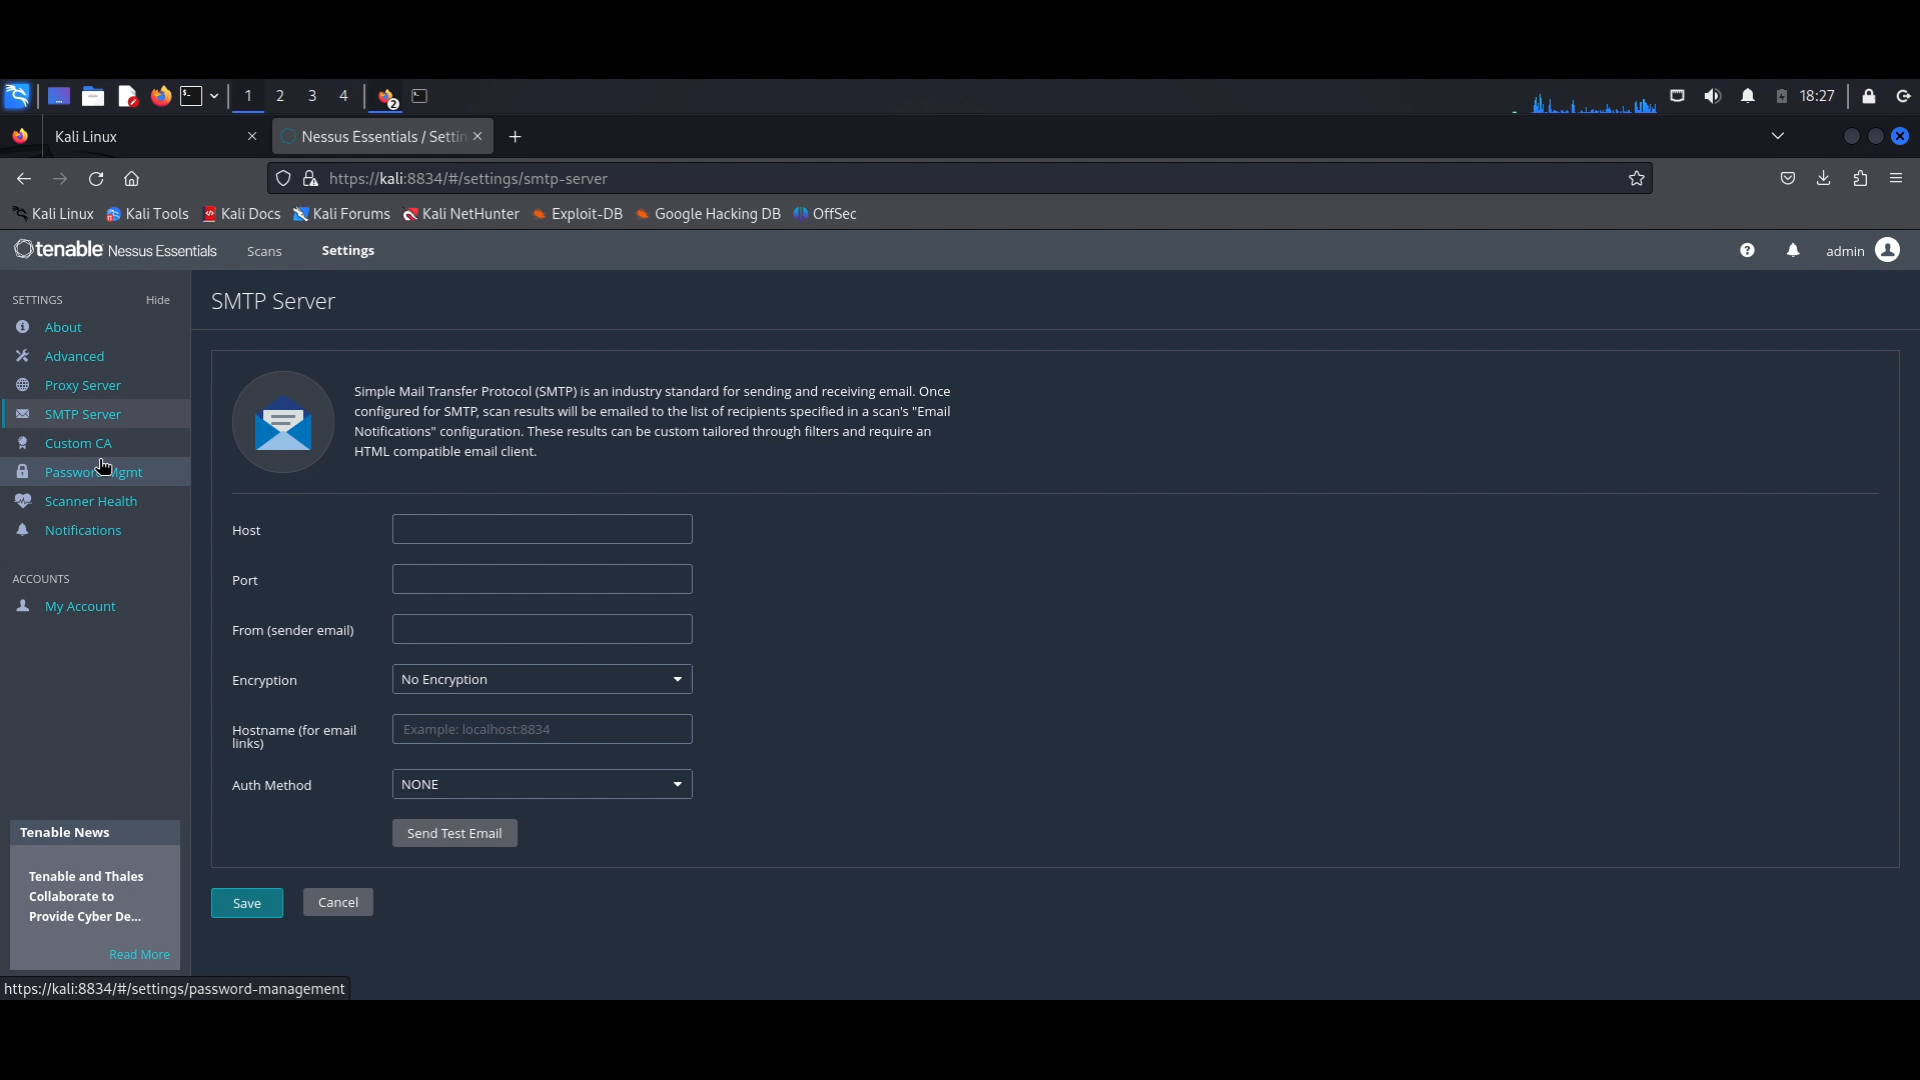 1 2 3 4 2 18:27
Kali Linux
Nessus Essentials / Settin
https://kali:8834/#/settings/smtp-server
Kali Linux Kali Tools Kali Docs Kali Forums Kali NetHunter Exploit-DB Google Hacking DB OffSec
tenable Nessus Essentials Scans Settings admin
SETTINGS Hide
About
Advanced
Proxy Server
SMTP Server
Custom CA
Password Mgmt
Scanner Health
Notifications
ACCOUNTS
My Account
Tenable News
Tenable and Thales
Collaborate to
Provide Cyber De...
Read More
SMTP Server
Simple Mail Transfer Protocol (SMTP) is an industry standard for sending and receiving email. Once
configured for SMTP, scan results will be emailed to the list of recipients specified in a scan's "Email
Notifications" configuration. These results can be custom tailored through filters and require an
HTML compatible email client.
Host
Port
From (sender email)
Encryption No Encryption
Hostname (for email
links)
Example: localhost:8834
Auth Method NONE
Send Test Email
Save Cancel
https://kali:8834/#/settings/password-management